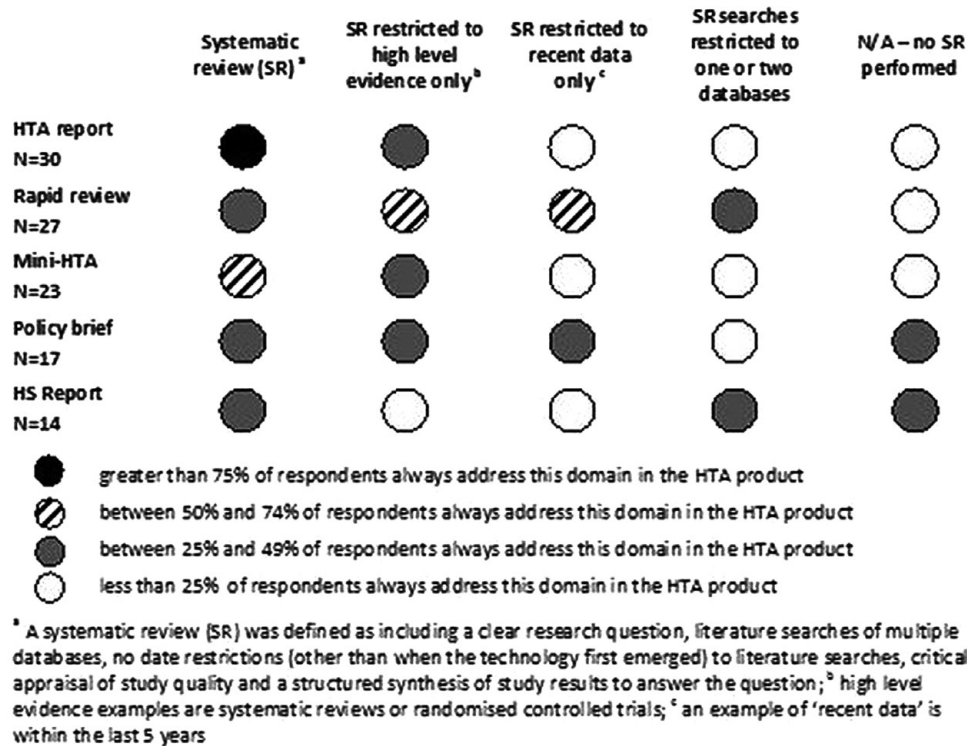 Systematic review (SR) ᵃ
SR restricted to high level evidence only ᵇ
SR restricted to recent data only ᶜ
SR searches restricted to one or two databases
N/A – no SR performed
HTA report
N=30
Rapid review
N=27
Mini-HTA
N=23
Policy brief
N=17
HS Report
N=14
greater than 75% of respondents always address this domain in the HTA product
between 50% and 74% of respondents always address this domain in the HTA product
between 25% and 49% of respondents always address this domain in the HTA product
less than 25% of respondents always address this domain in the HTA product
ᵃ A systematic review (SR) was defined as including a clear research question, literature searches of multiple
databases, no date restrictions (other than when the technology first emerged) to literature searches, critical
appraisal of study quality and a structured synthesis of study results to answer the question; ᵇ high level
evidence examples are systematic reviews or randomised controlled trials; ᶜ an example of ‘recent data’ is
within the last 5 years